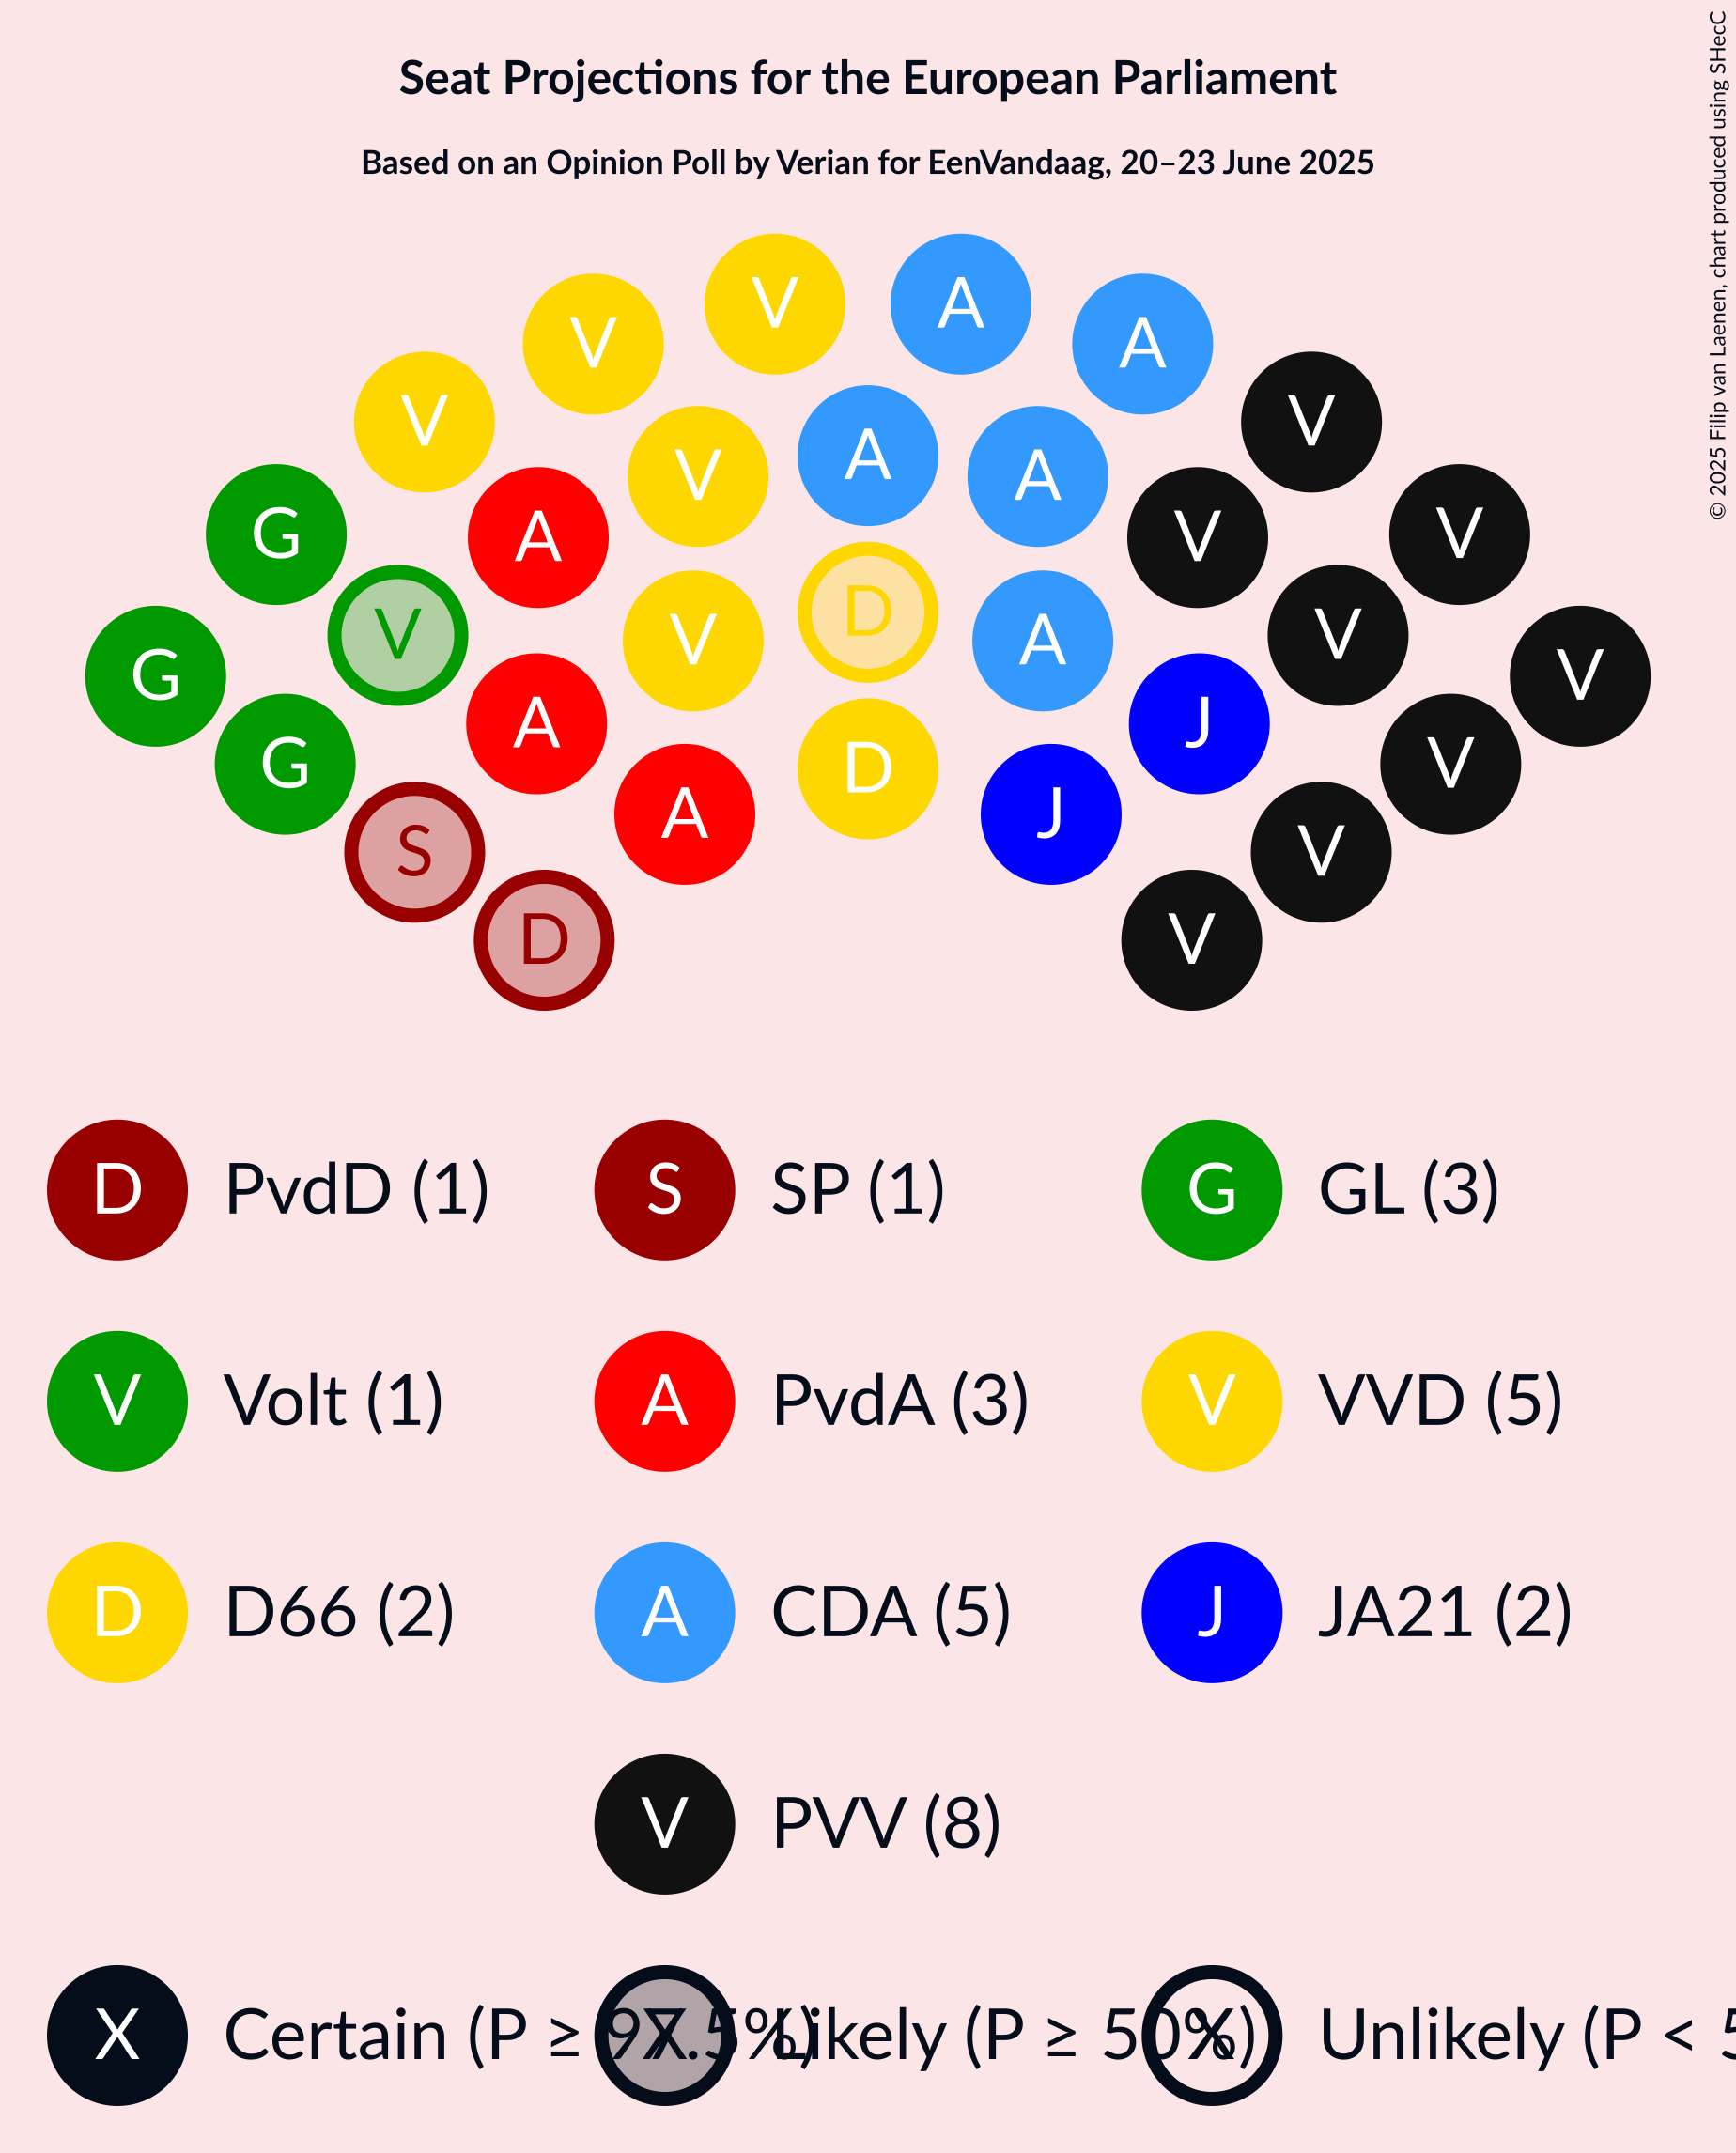 Seat Projections for the European Parliament
Based on an Opinion Poll by Verian for EenVandaag, 20–23 June 2025
© 2025 Filip van Laenen, chart produced using SHecC
V A
V A
V V
A
V A
G A V V
D
G V V A V
G A J V
D
S A J V
D V
D PvdD (1) S SP (1) G GL (3)
V Volt (1) A PvdA (3) V VVD (5)
D D66 (2) A CDA (5) J JA21 (2)
V PVV (8)
X Certain (P ≥ 97.5%) X Likely (P ≥ 50%) X Unlikely (P < 5